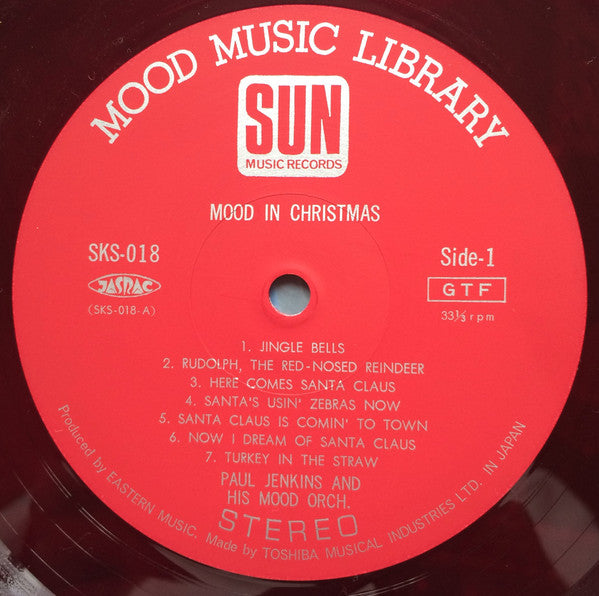 MOOD MUSIC LIBRARY
SUN
MUSIC RECORDS
MOOD IN CHRISTMAS
SKS-018
Side-1
JASRAC
GTF
(SKS-018-A)
33⅓ rpm
1. JINGLE BELLS
2. RUDOLPH, THE RED-NOSED REINDEER
3. HERE COMES SANTA CLAUS
4. SANTA'S USIN' ZEBRAS NOW
5. SANTA CLAUS IS COMIN' TO TOWN
6. NOW I DREAM OF SANTA CLAUS
7. TURKEY IN THE STRAW
PAUL JENKINS AND
HIS MOOD ORCH.
STEREO
Produced by EASTERN MUSIC. Made by TOSHIBA MUSICAL INDUSTRIES LTD. IN JAPAN